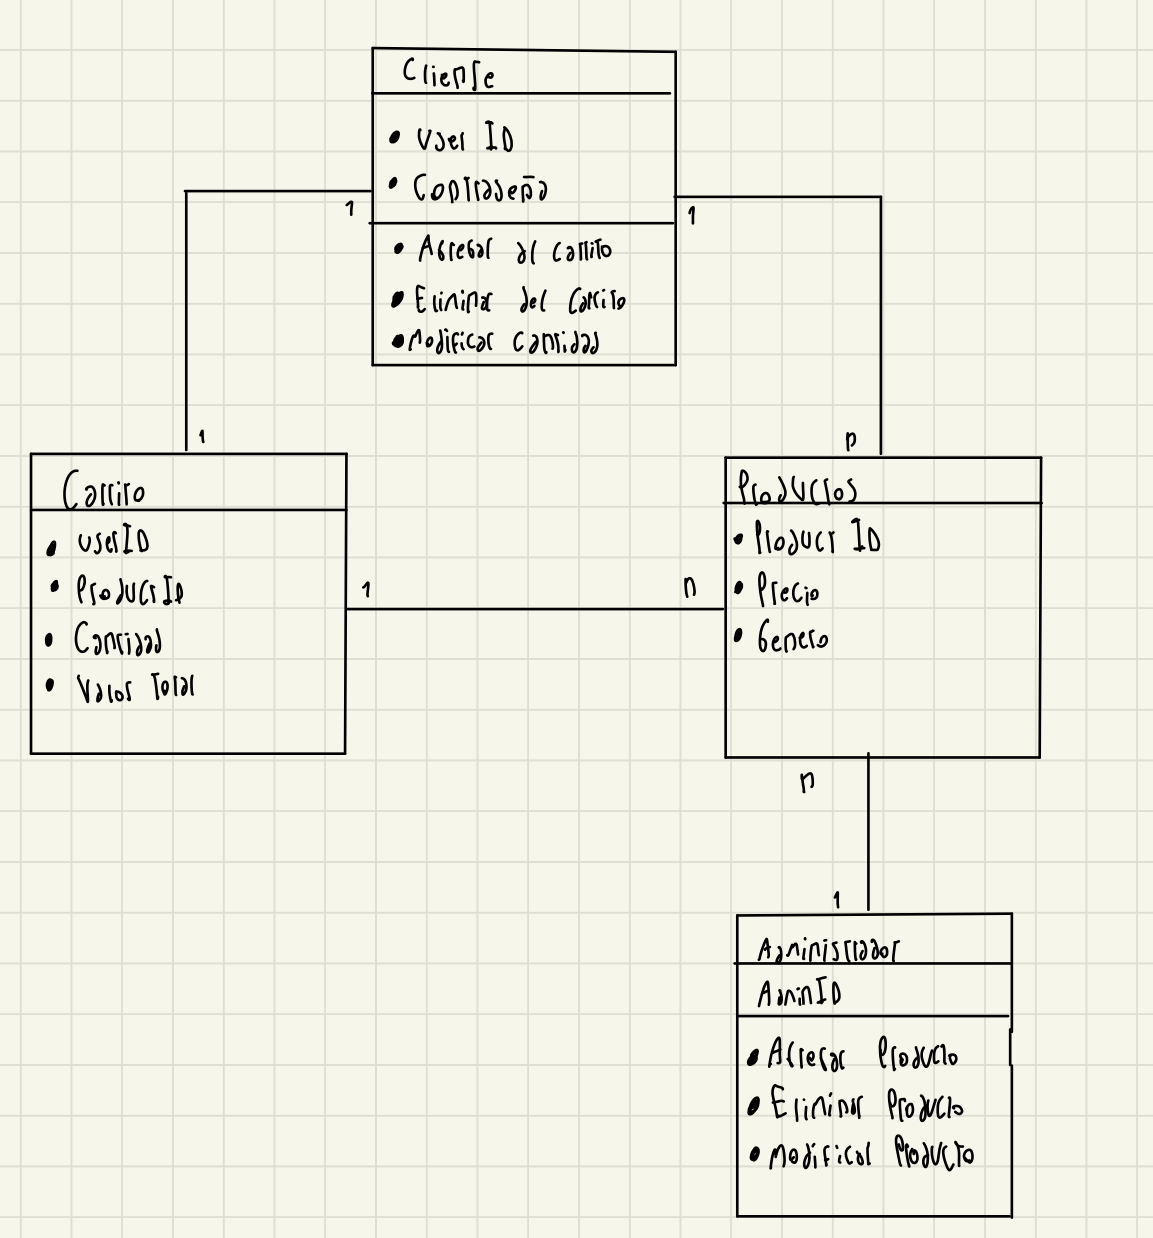 Cliente
• User ID
• Contraseña
1
1
• Agregar al carrito
• Eliminar del Carrito
• Modificar Cantidad
1
n
Carrito
• UserID
• ProductID
• Cantidad
• Valor Total
1
n
Productos
• Product ID
• Precio
• Genero
n
1
Administrador
AdminID
• Agregar Producto
• Eliminar Producto
• Modificar Producto